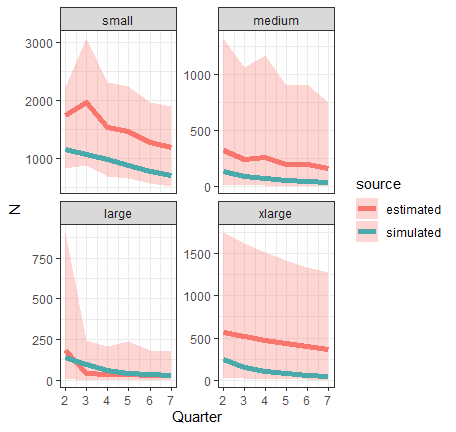 small
medium
3000
2000
1000
1000
500
0
N
large
xlarge
750
500
250
0
1500
1000
500
0
2 3 4 5 6 7
2 3 4 5 6 7
Quarter
source
estimated
simulated